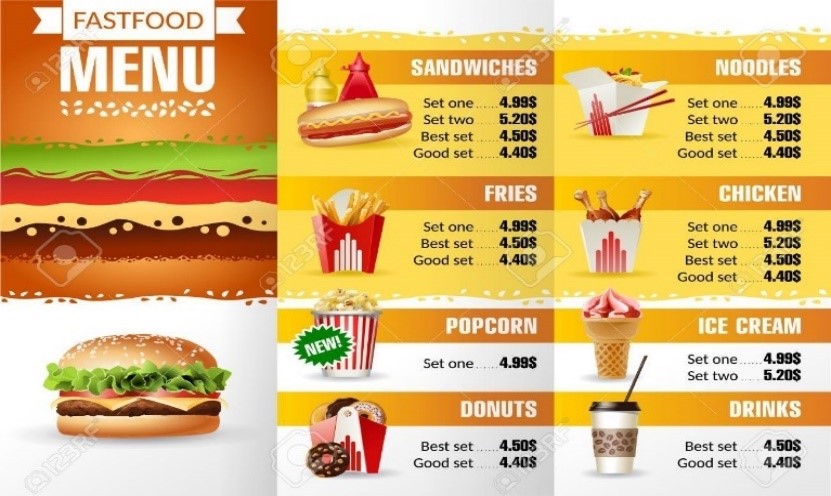 FASTFOOD
MENU
SANDWICHES
Set one ..... 4.99$
Set two ..... 5.20$
Best set ..... 4.50$
Good set ..... 4.40$
FRIES
Set one ..... 4.99$
Best set ..... 4.50$
Good set ..... 4.40$
POPCORN
NEW!
Set one ..... 4.99$
DONUTS
Best set ..... 4.50$
Good set ..... 4.40$
NOODLES
Set one ..... 4.99$
Set two ..... 5.20$
Best set ..... 4.50$
Good set ..... 4.40$
CHICKEN
Set one ..... 4.99$
Set two ..... 5.20$
Best set ..... 4.50$
Good set ..... 4.40$
ICE CREAM
Set one ..... 4.99$
Set two ..... 5.20$
DRINKS
Best set ..... 4.50$
Good set ..... 4.40$
123RF